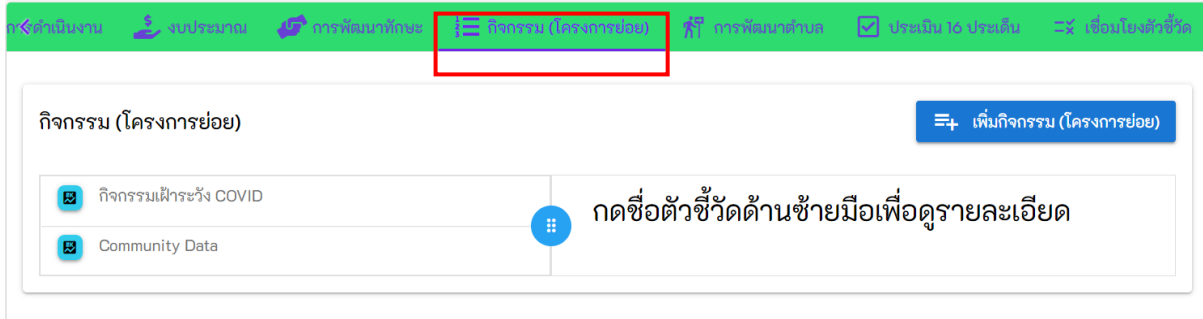 การดำเนินงาน งบประมาณ การพัฒนาทักษะ กิจกรรม (โครงการย่อย) การพัฒนาตำบล ประเมิน 16 ประเด็น เชื่อมโยงตัวชี้วัด
กิจกรรม (โครงการย่อย) เพิ่มกิจกรรม (โครงการย่อย)
กิจกรรมเฝ้าระวัง COVID
กดชื่อตัวชี้วัดด้านซ้ายมือเพื่อดูรายละเอียด
Community Data